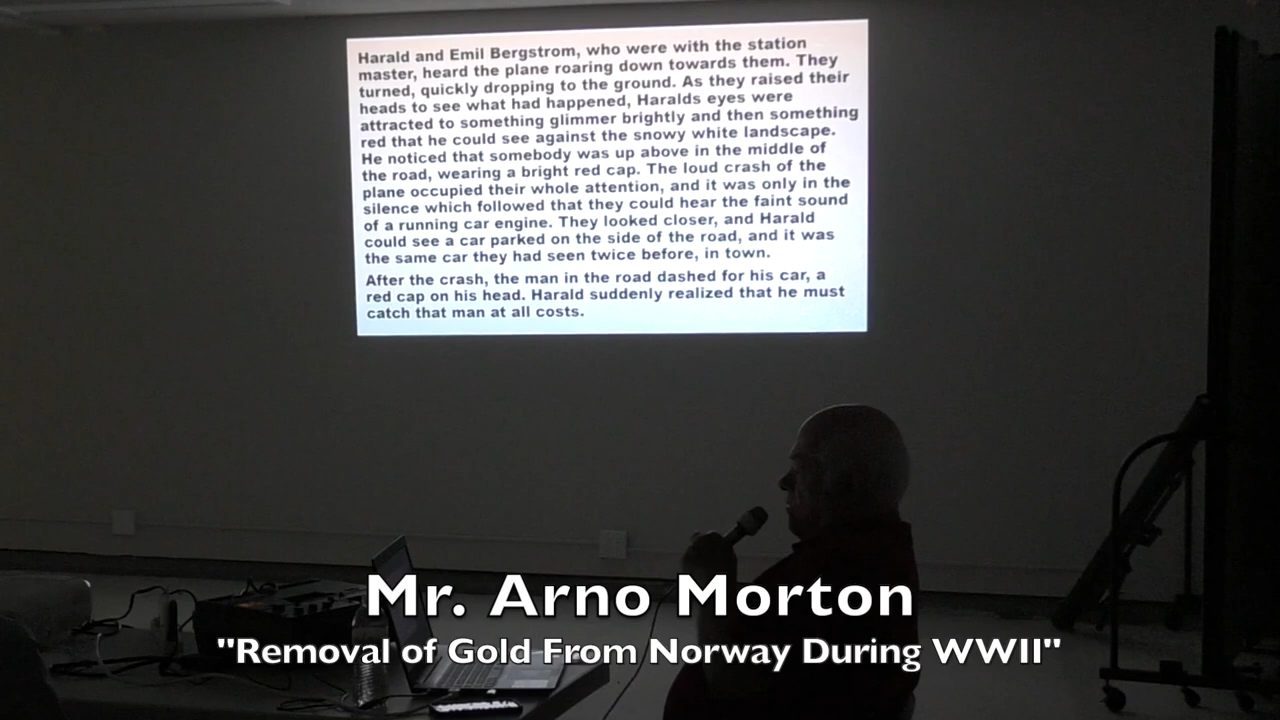 Harald and Emil Bergstrom, who were with the station
master, heard the plane roaring down towards them. They
turned, quickly dropping to the ground. As they raised their
heads to see what had happened, Haralds eyes were
attracted to something glimmer brightly and then something
red that he could see against the snowy white landscape.
He noticed that somebody was up above in the middle of
the road, wearing a bright red cap. The loud crash of the
plane occupied their whole attention, and it was only in the
silence which followed that they could hear the faint sound
of a running car engine. They looked closer, and Harald
could see a car parked on the side of the road, and it was
the same car they had seen twice before, in town.
After the crash, the man in the road dashed for his car, a
red cap on his head. Harald suddenly realized that he must
catch that man at all costs.
Mr. Arno Morton
"Removal of Gold From Norway During WWII"